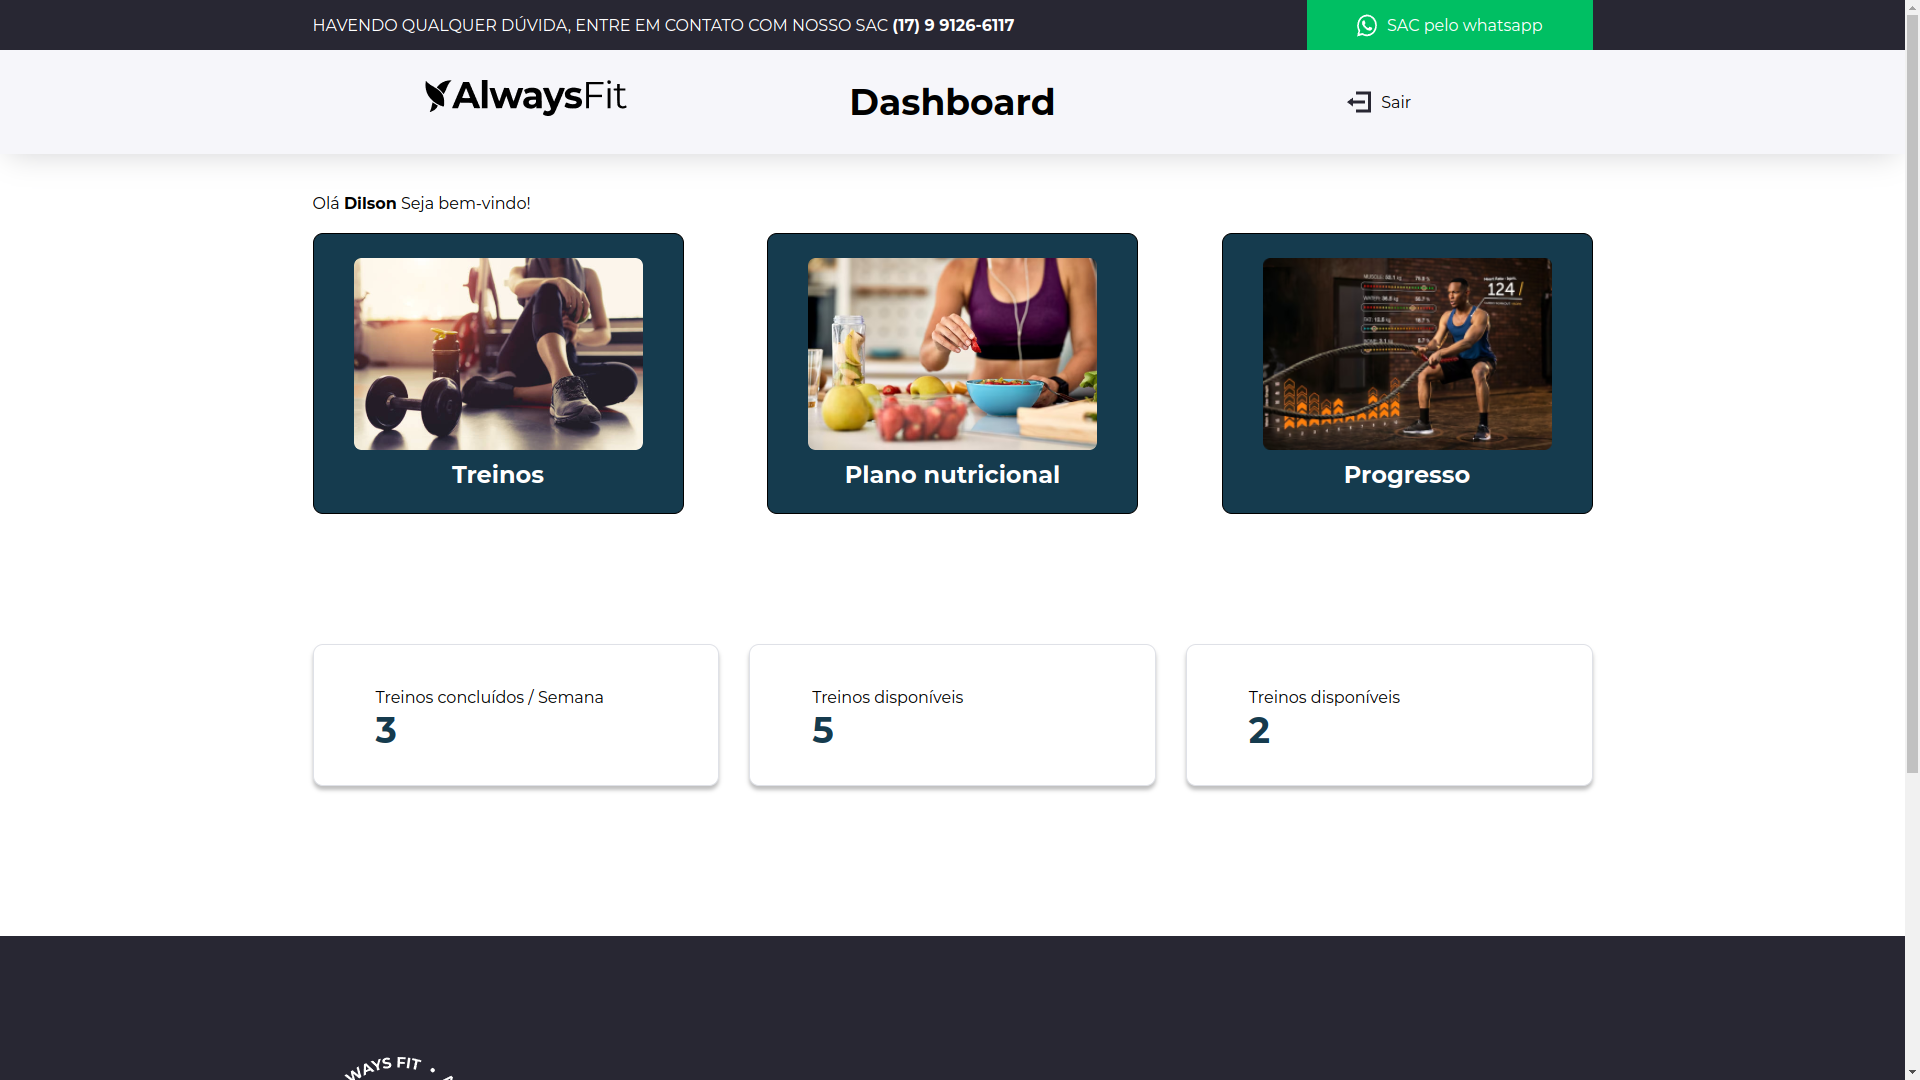 HAVENDO QUALQUER DÚVIDA, ENTRE EM CONTATO COM NOSSO SAC (17) 9 9126-6117
SAC pelo whatsapp
AlwaysFit
Dashboard
Sair
Olá Dilson Seja bem-vindo!
124
Treinos
Plano nutricional
Progresso
Treinos concluídos / Semana
3
Treinos disponíveis
5
Treinos disponíveis
2
WAYS FIT •